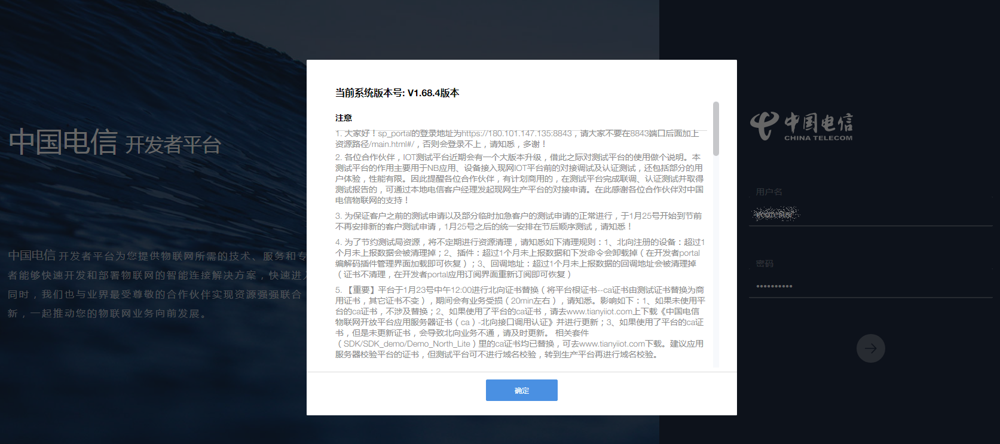 中国电信 开发者平台
中国电信 开发者平台为您提供物联网所需的技术、服务和专
者能够快速开发和部署物联网的智能连接解决方案，快速进入
同时，我们也与业界最受尊敬的合作伙伴实现资源强强联合
新，一起推动您的物联网业务向前发展。
当前系统版本号: V1.68.4版本
注意
1. 大家好！sp_portal的登录地址为https://180.101.147.135:8843，请大家不要在8843端口后面加上
资源路径/main.html#/，否则会登录不上，请知悉，多谢！
2. 各位合作伙伴，IOT测试平台近期会有一个大版本升级，借此之际对测试平台的使用做个说明。本
测试平台的作用主要用于NB应用、设备接入现网IOT平台前的对接调试及认证测试，还包括部分的用
户体验，性能有限。因此提醒各位合作伙伴，有计划商用的，在测试平台完成联调、认证测试并取得
测试报告的，可通过本地电信客户经理发起现网生产平台的对接申请。在此感谢各位合作伙伴对中国
电信物联网的支持！
3. 为保证客户之前的测试申请以及部分临时加急客户的测试申请的正常进行，于1月25号开始到节前
不再安排新的客户测试申请，1月25号之后的统一安排在节后顺序测试，请知悉！
4. 为了节约测试局资源，将不定期进行资源清理，请知悉如下清理规则：1、北向注册的设备：超过1
个月未上报数据会被清理掉；2、插件：超过1个月未上报数据和下发命令会卸载掉（在开发者portal
编解码插件管理界面加载即可恢复）；3、回调地址：超过1个月未上报数据的回调地址会被清理掉
（证书不清理，在开发者portal应用订阅界面重新订阅即可恢复）
5. 【重要】平台于1月23号中午12:00进行北向证书替换（将平台根证书--ca证书由测试证书替换为商
用证书，其它证书不变），期间会有业务受损（20min左右），请知悉。影响如下：1、如果未使用平
台的ca证书，不涉及替换；2、如果使用了平台的ca证书，请去www.tianyiiot.com上下载《中国电信
物联网开放平台应用服务器证书（ca）-北向接口调用认证》并进行更新；3、如果使用了平台的ca证
书，但是未更新证书，会导致北向业务不通，请及时更新。 相关套件
（SDK/SDK_demo/Demo_North_Lite）里的ca证书均已替换，可去www.tianyiiot.com下载。建议应用
服务器校验平台的证书，但测试平台可不进行域名校验，转到生产平台再进行域名校验。
确定
中国电信
CHINA TELECOM
用户名
密码